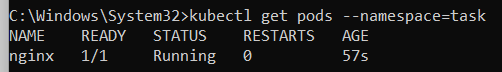 C:\Windows\System32>kubectl get pods --namespace=task
NAME READY STATUS RESTARTS AGE
nginx 1/1 Running 0 57s